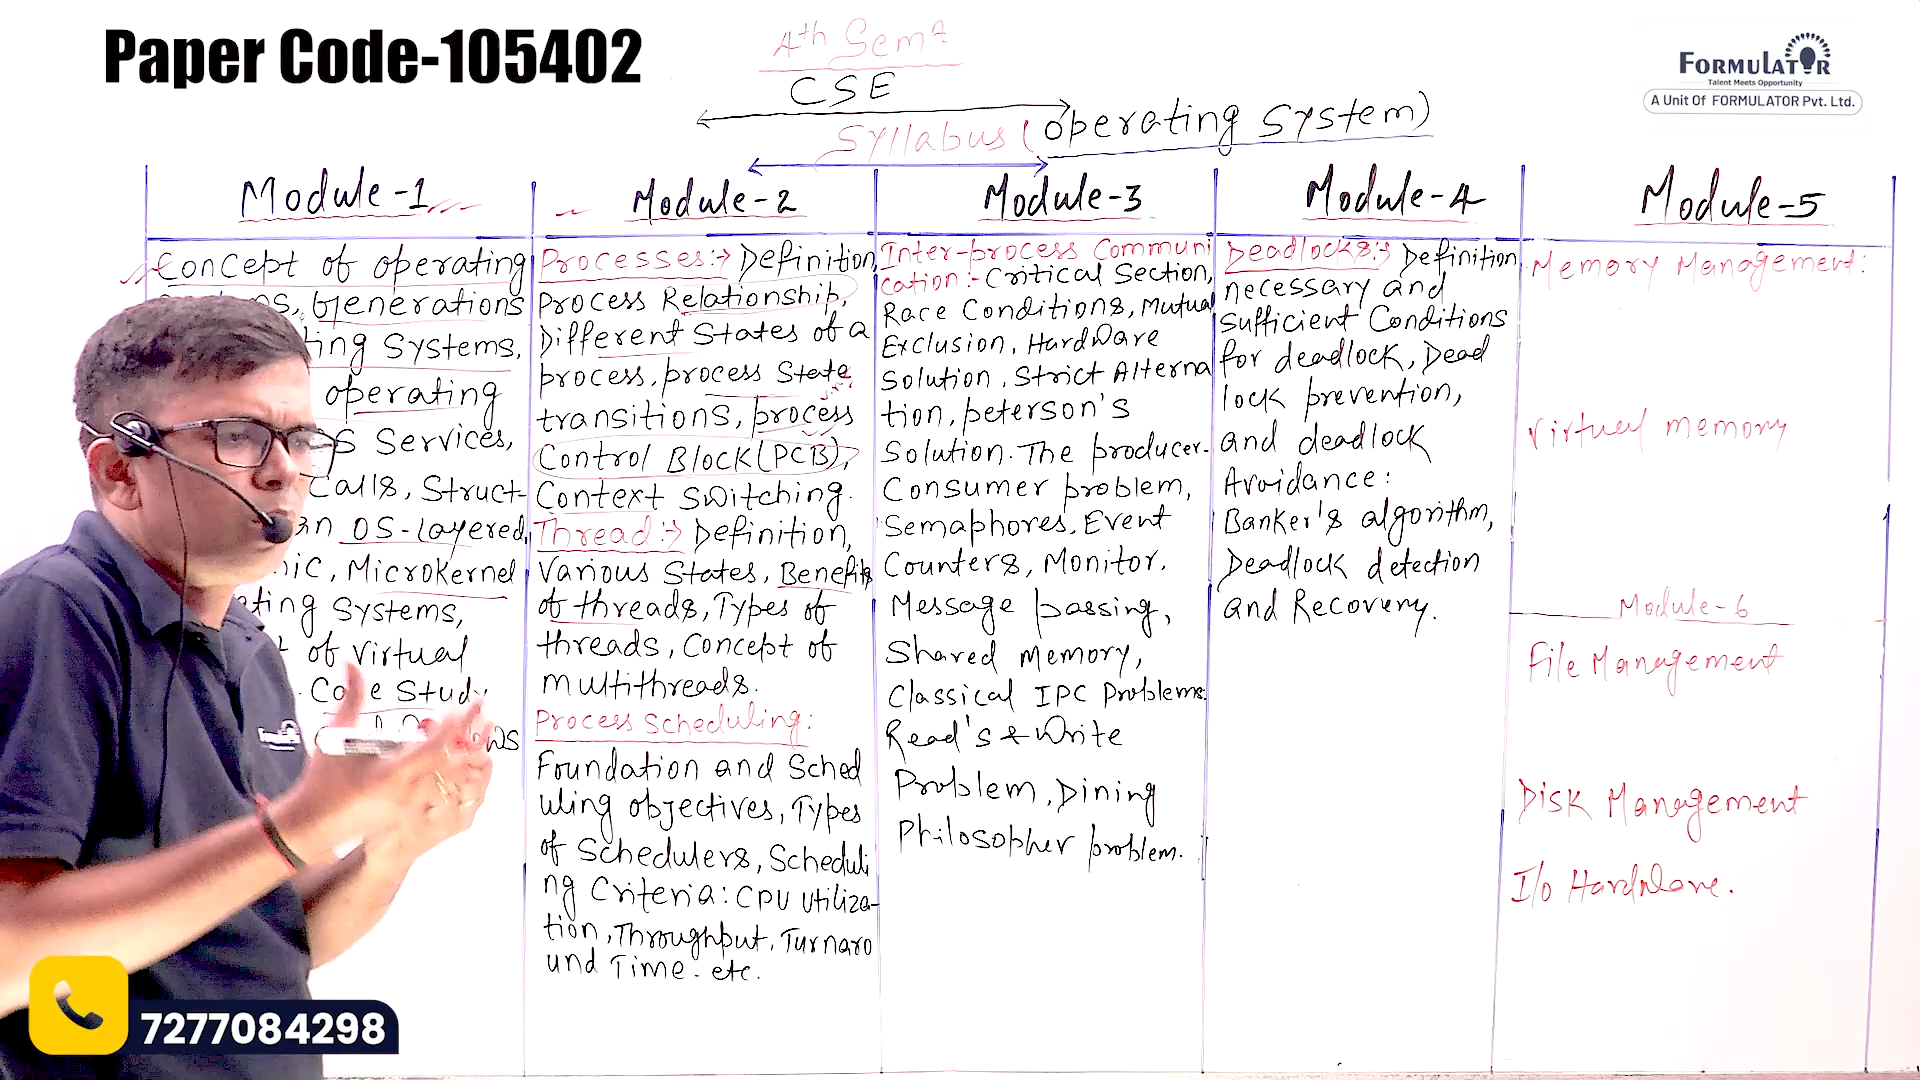 Paper Code-105402
4th Sem
CSE
Syllabus (operating System)
FORMULATOR
Talent Meets Opportunity
A Unit Of FORMULATOR Pvt. Ltd.
Module-1
Concept of operating
Generations
ting Systems,
operating
OS Services,
Calls, Struct-
OS-layered,
ic, MicroKernel
ating Systems,
of Virtual
Case Study
ows
Module-2
Processes:→ Definition,
Process Relationship,
Different States of a
process, process State
transitions, process
Control Block (PCB),
Context Switching.
Thread:→ Definition,
Various States, Benefits
of threads, Types of
threads, Concept of
multithreads.
Process Scheduling:
Foundation and Sched
uling objectives, Types
of Schedulers, Scheduli
ng Criteria: CPU Utiliza-
tion, Throughput, Turnaro
und Time. etc.
Module-3
Inter-process Communi
cation:- Critical Section,
Race Conditions, Mutual
Exclusion, Hardware
Solution, Strict Alterna
tion, peterson's
Solution. The producer-
Consumer problem,
Semaphores, Event
Counters, Monitor.
Message passing,
Shared Memory,
Classical IPC Problems.
Read's & Write
Problem, Dining
Philosopher problem.
Module-4
Deadlocks:→ Definition
necessary and
Sufficient Conditions
for deadlock, Dead
lock prevention,
and deadlock
Avoidance:
Banker's algorithm,
Deadlock detection
and Recovery.
Module-5
Memory Management:
Virtual memory
Module-6
File Management
Disk Management
I/o Hardware.
7277084298